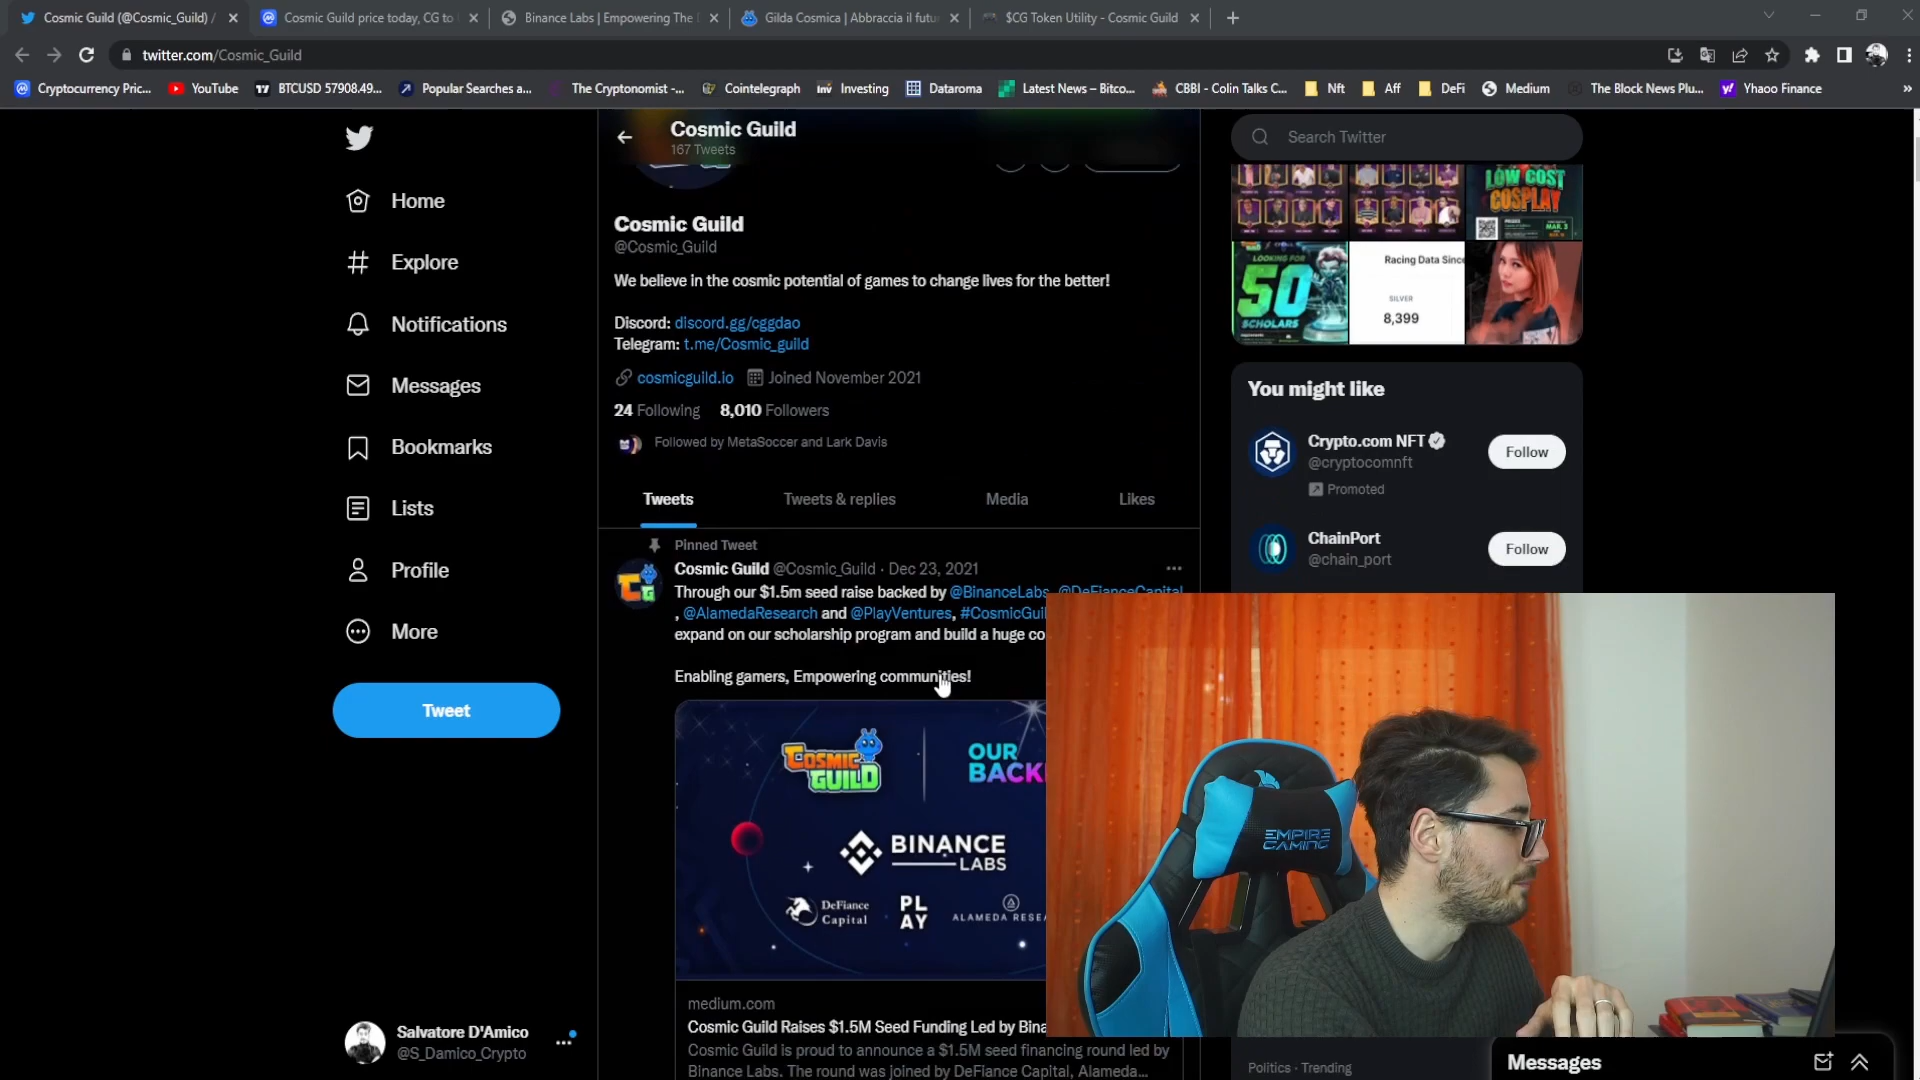 Cosmic Guild (@Cosmic_Guild) /
Cosmic Guild price today, CG to
Binance Labs | Empowering The
Gilda Cosmica | Abbraccia il futu
$CG Token Utility - Cosmic Guild
twitter.com/Cosmic_Guild
Cryptocurrency Pric...
YouTube
BTCUSD 57908.49...
Popular Searches a...
The Cryptonomist -...
Cointelegraph
Investing
Dataroma
Latest News – Bitco...
CBBI - Colin Talks C...
Nft
Aff
DeFi
Medium
The Block News Plu...
Yhaoo Finance
Cosmic Guild
167 Tweets
Search Twitter
Home
Explore
Notifications
Messages
Bookmarks
Lists
Profile
More
Tweet
Salvatore D'Amico
@S_Damico_Crypto
Cosmic Guild
@Cosmic_Guild
We believe in the cosmic potential of games to change lives for the better!
Discord: discord.gg/cggdao
Telegram: t.me/Cosmic_guild
cosmicguild.io Joined November 2021
24 Following 8,010 Followers
Followed by MetaSoccer and Lark Davis
Tweets
Tweets & replies
Media
Likes
Pinned Tweet
Cosmic Guild @Cosmic_Guild · Dec 23, 2021
Through our $1.5m seed raise backed by @BinanceLabs, @DeFianceCapital
, @AlamedaResearch and @PlayVentures, #CosmicGuil
expand on our scholarship program and build a huge co
Enabling gamers, Empowering communities!
COSMIC
GUILD
OUR
BACK
BINANCE
LABS
DeFiance
Capital
PL
AY
ALAMEDA RESEA
medium.com
Cosmic Guild Raises $1.5M Seed Funding Led by Bina
Cosmic Guild is proud to announce a $1.5M seed financing round led by
Binance Labs. The round was joined by DeFiance Capital, Alameda...
LOW COST
COSPLAY
MAR. 3
LOOKING FOR
50
SCHOLARS
Racing Data Since
SILVER
8,399
You might like
Crypto.com NFT
@cryptocomnft
Promoted
Follow
ChainPort
@chain_port
Follow
EMPIRE
GAMING
Politics · Trending
Messages